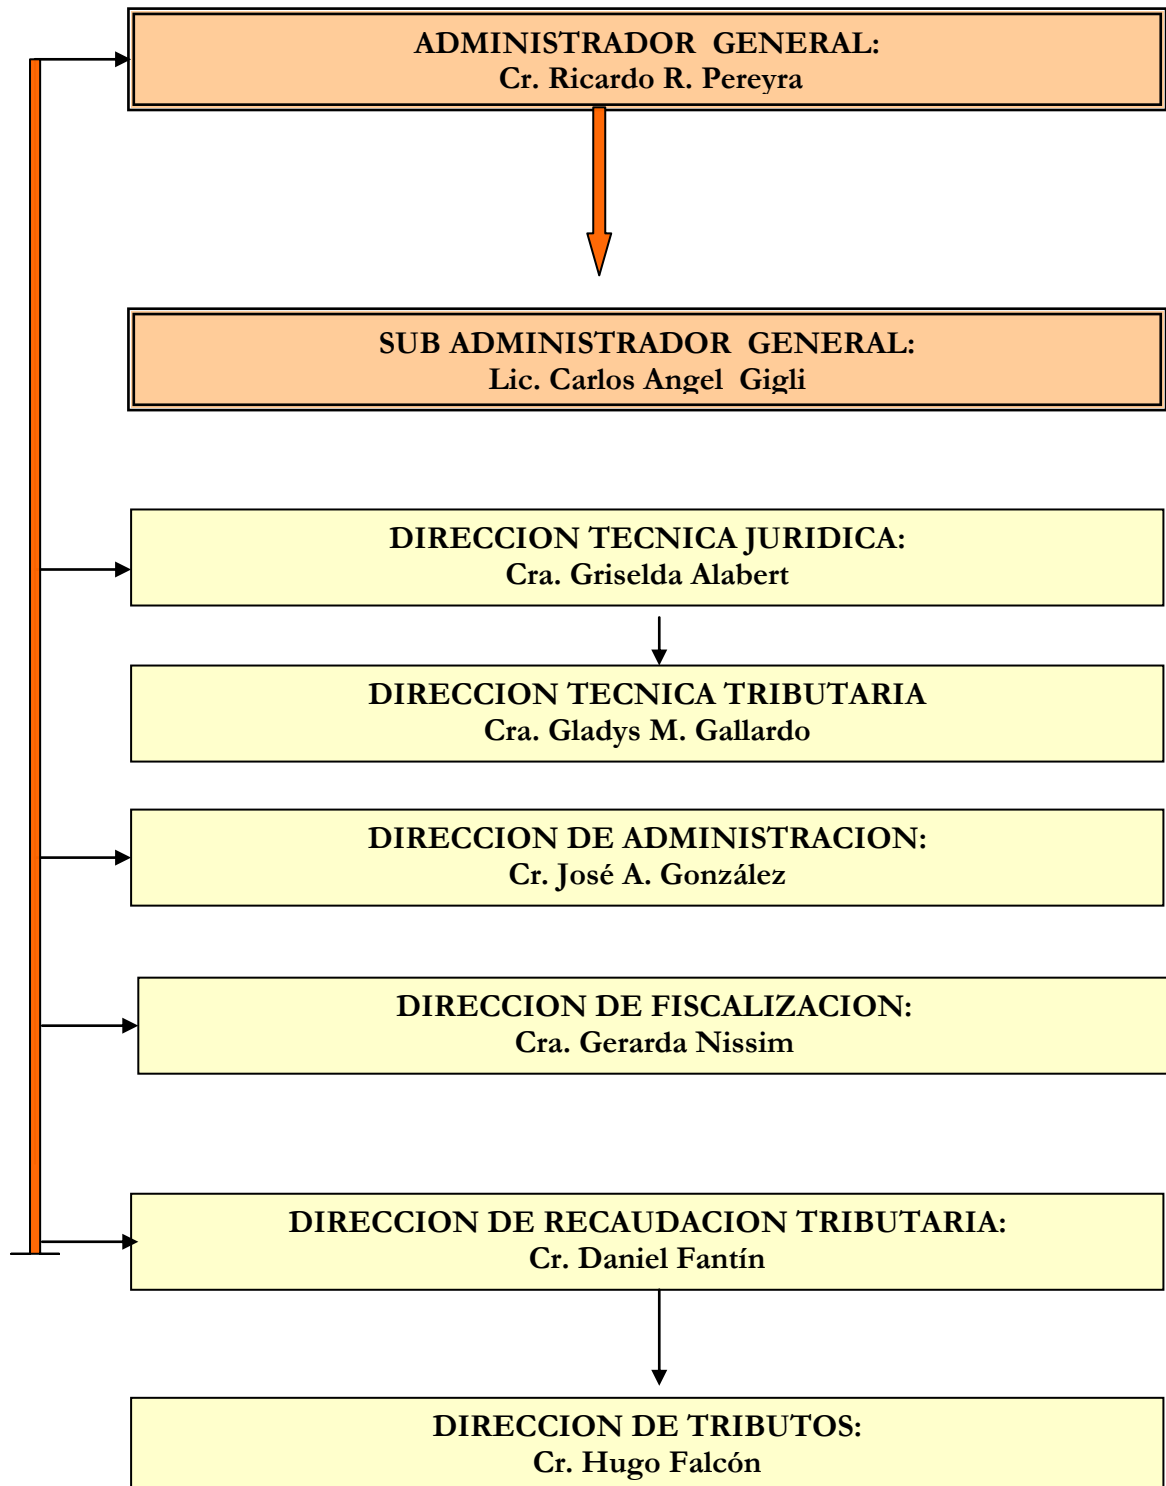 ADMINISTRADOR  GENERAL:
Cr. Ricardo R. Pereyra
SUB ADMINISTRADOR  GENERAL:
Lic. Carlos Angel  Gigli
DIRECCION TECNICA JURIDICA:
Cra. Griselda Alabert
DIRECCION TECNICA TRIBUTARIA
Cra. Gladys M. Gallardo
DIRECCION DE ADMINISTRACION:
Cr. José A. González
DIRECCION DE FISCALIZACION:
Cra. Gerarda Nissim
DIRECCION DE RECAUDACION TRIBUTARIA:
Cr. Daniel Fantín
DIRECCION DE TRIBUTOS:
Cr. Hugo Falcón